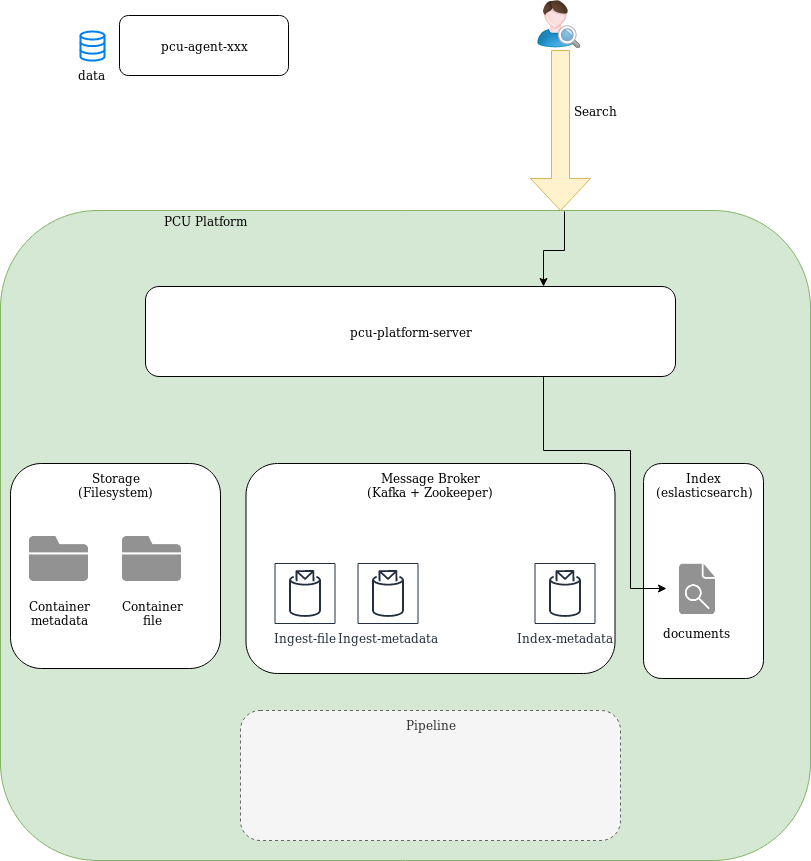 pcu-agent-xxx
data
Search
PCU Platform
pcu-platform-server
Storage
(Filesystem)
Message Broker
(Kafka + Zookeeper)
Index
(eslasticsearch)
Container
metadata
Container
file
Ingest-file
Ingest-metadata
Index-metadata
documents
Pipeline